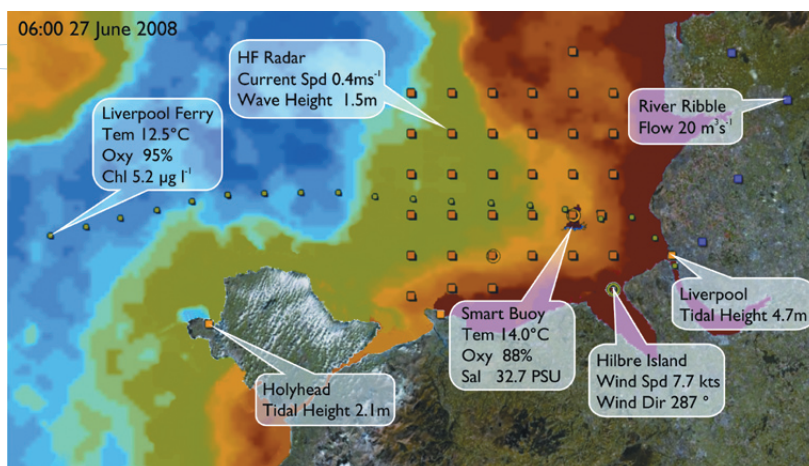 06:00 27 June 2008
HF Radar
Current Spd 0.4ms⁻¹
Wave Height 1.5m
Liverpool Ferry
Tem 12.5°C
Oxy 95%
Chl 5.2 µg l⁻¹
River Ribble
Flow 20 m³s⁻¹
Smart Buoy
Tem 14.0°C
Oxy 88%
Sal 32.7 PSU
Liverpool
Tidal Height 4.7m
Hilbre Island
Wind Spd 7.7 kts
Wind Dir 287 °
Holyhead
Tidal Height 2.1m